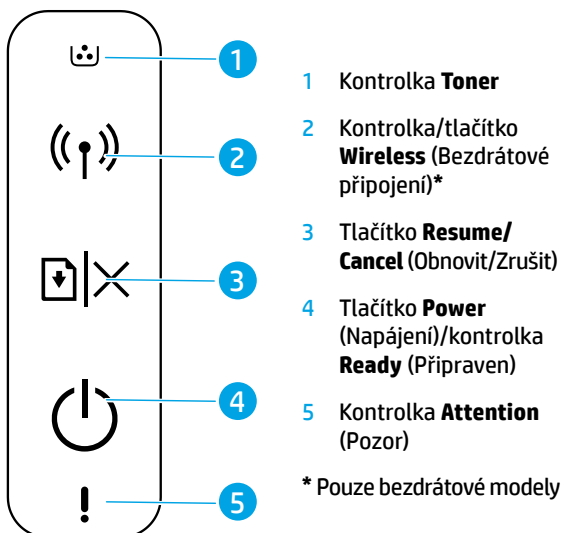 1 Kontrolka Toner
2 Kontrolka/tlačítko
Wireless (Bezdrátové
připojení)*
3 Tlačítko Resume/
Cancel (Obnovit/Zrušit)
4 Tlačítko Power
(Napájení)/kontrolka
Ready (Připraven)
5 Kontrolka Attention
(Pozor)
* Pouze bezdrátové modely
1
2
3
4
5